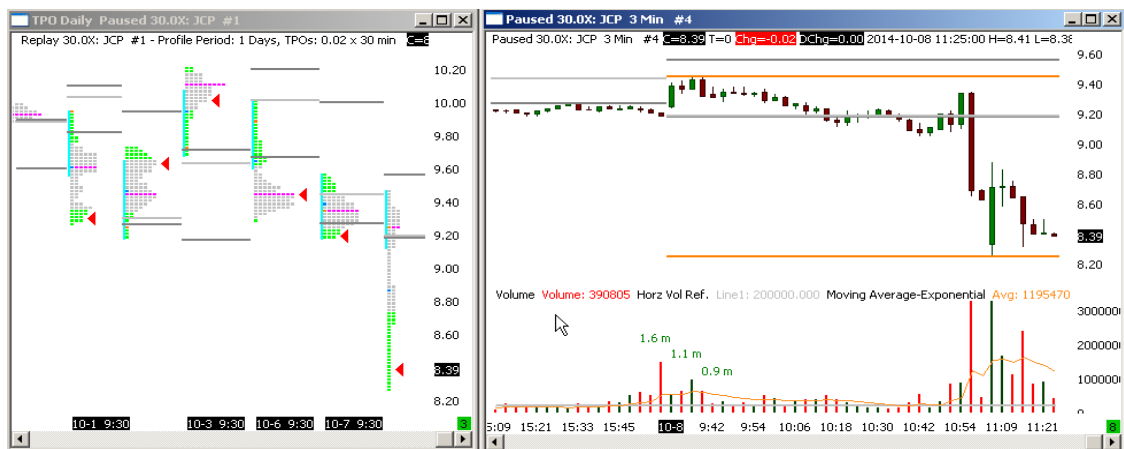 TPO Daily Paused 30.0X: JCP #1
Replay 30.0X: JCP #1 - Profile Period: 1 Days, TPOs: 0.02 x 30 min C=8
10.20
10.00
9.80
9.60
9.40
9.20
9.00
8.80
8.60
8.39
8.20
10-1 9:30 10-3 9:30 10-6 9:30 10-7 9:30 3
Paused 30.0X: JCP 3 Min #4
Paused 30.0X: JCP 3 Min #4 C=8.39 T=0 Chg=-0.02 DChg=0.00 2014-10-08 11:25:00 H=8.41 L=8.38
9.60
9.40
9.20
9.00
8.80
8.60
8.39
8.20
Volume Volume: 390805 Horz Vol Ref. Line1: 200000.000 Moving Average-Exponential Avg: 1195470
3000000
2000000
1000000
0
1.6 m
1.1 m
0.9 m
5:09 15:21 15:33 15:45 10-8 9:42 9:54 10:06 10:18 10:30 10:42 10:54 11:09 11:21 8